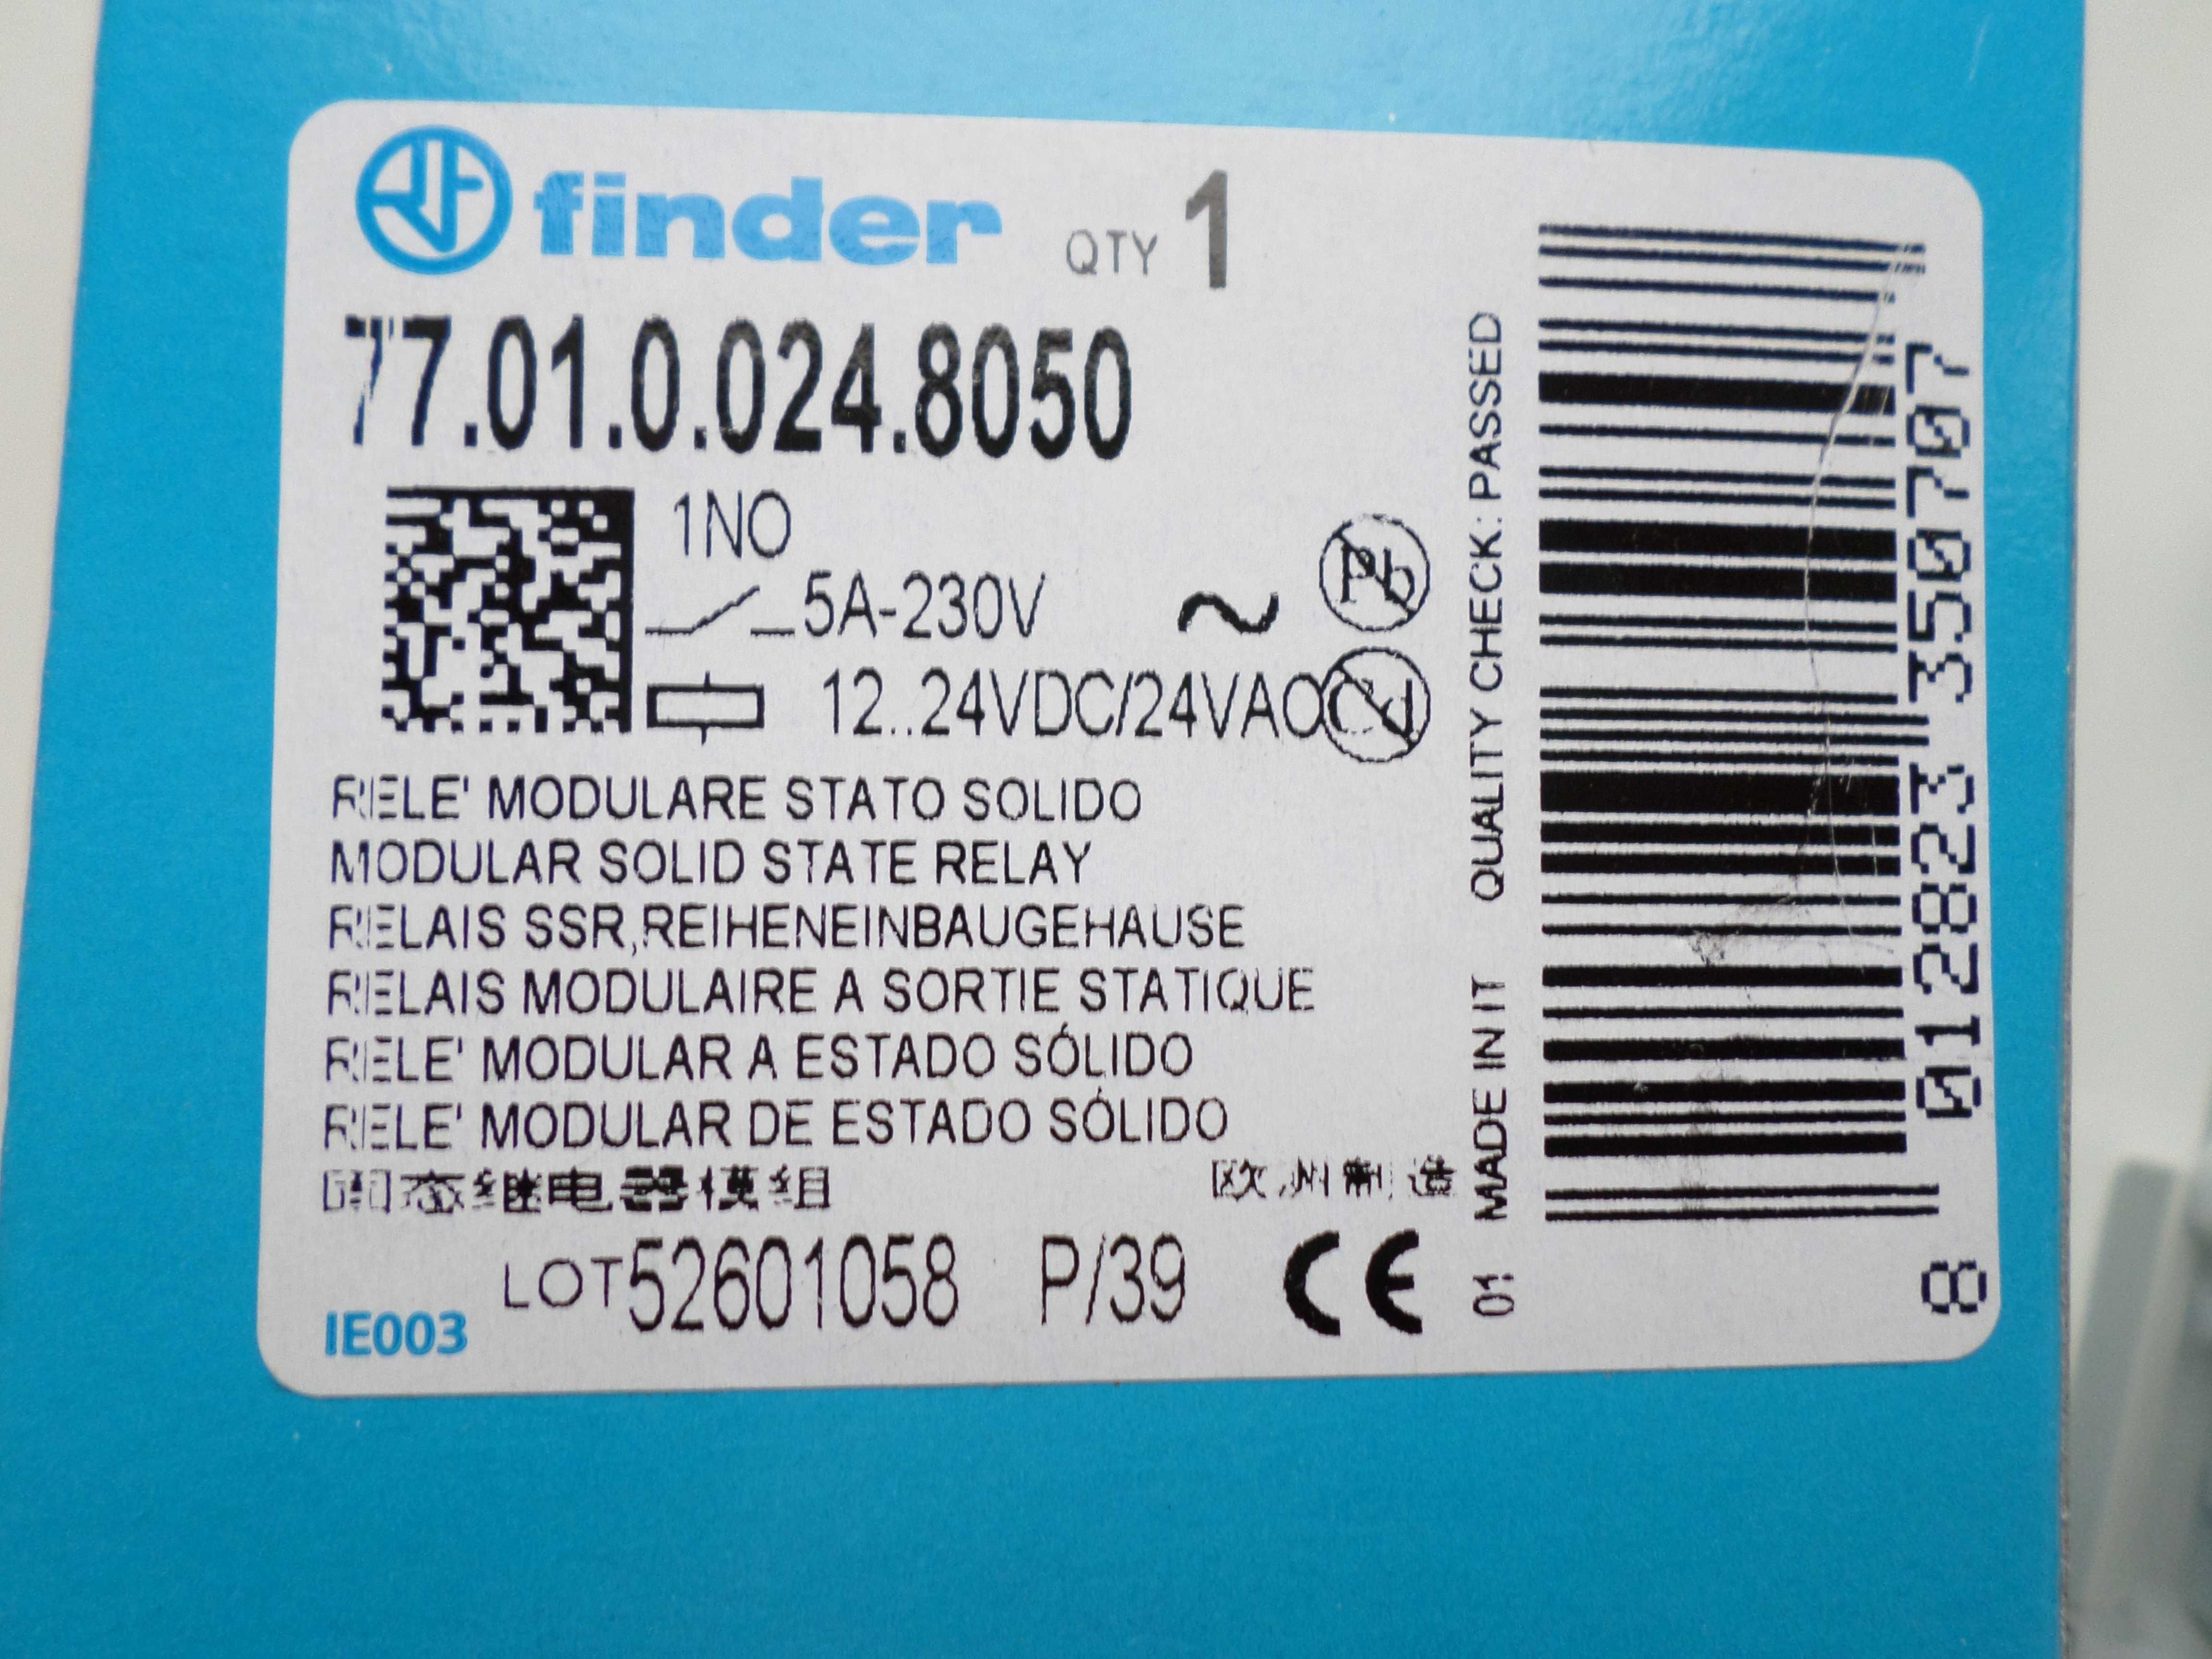 finder QTY 1
77.01.0.024.8050
1NO
5A-230V ~
Pb
12..24VDC/24VAC
Cd
RELE' MODULARE STATO SOLIDO
MODULAR SOLID STATE RELAY
RELAIS SSR,REIHENEINBAUGEHAUSE
RELAIS MODULAIRE A SORTIE STATIQUE
RELE' MODULAR A ESTADO SÓLIDO
RELE' MODULAR DE ESTADO SÓLIDO
固态继电器模组 欧洲制造
LOT52601058 P/39 CE
IE003
01 MADE IN IT QUALITY CHECK: PASSED
8 012823 350707